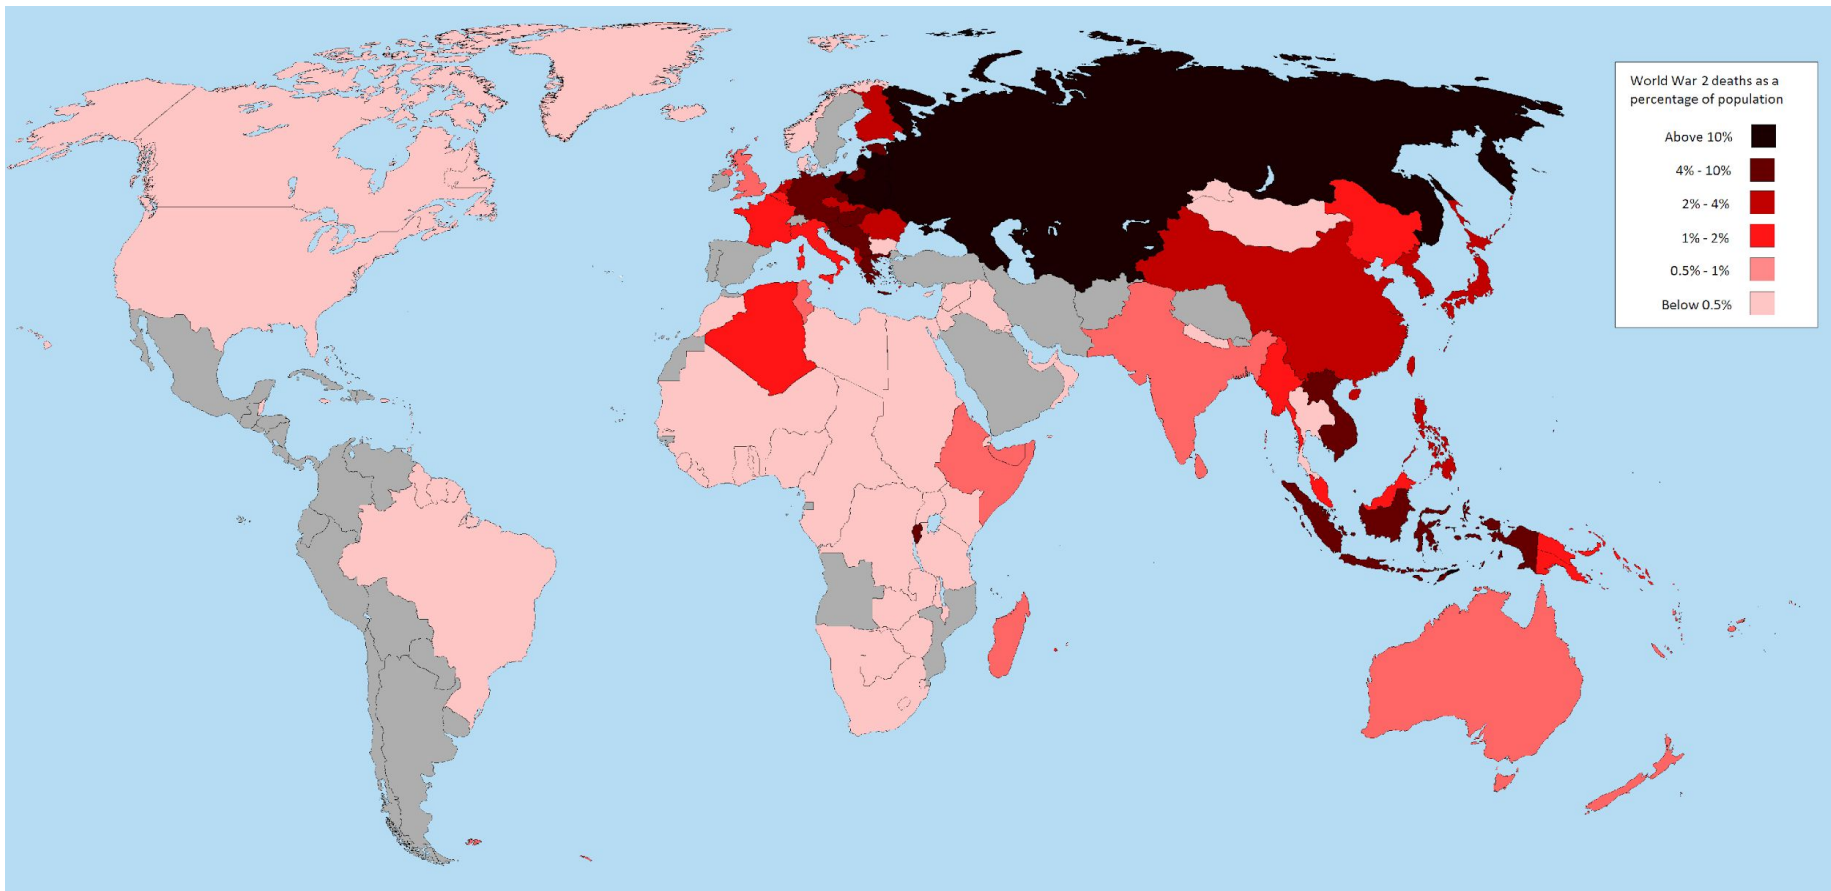 World War 2 deaths as a
percentage of population
Above 10%
4% - 10%
2% - 4%
1% - 2%
0.5% - 1%
Below 0.5%